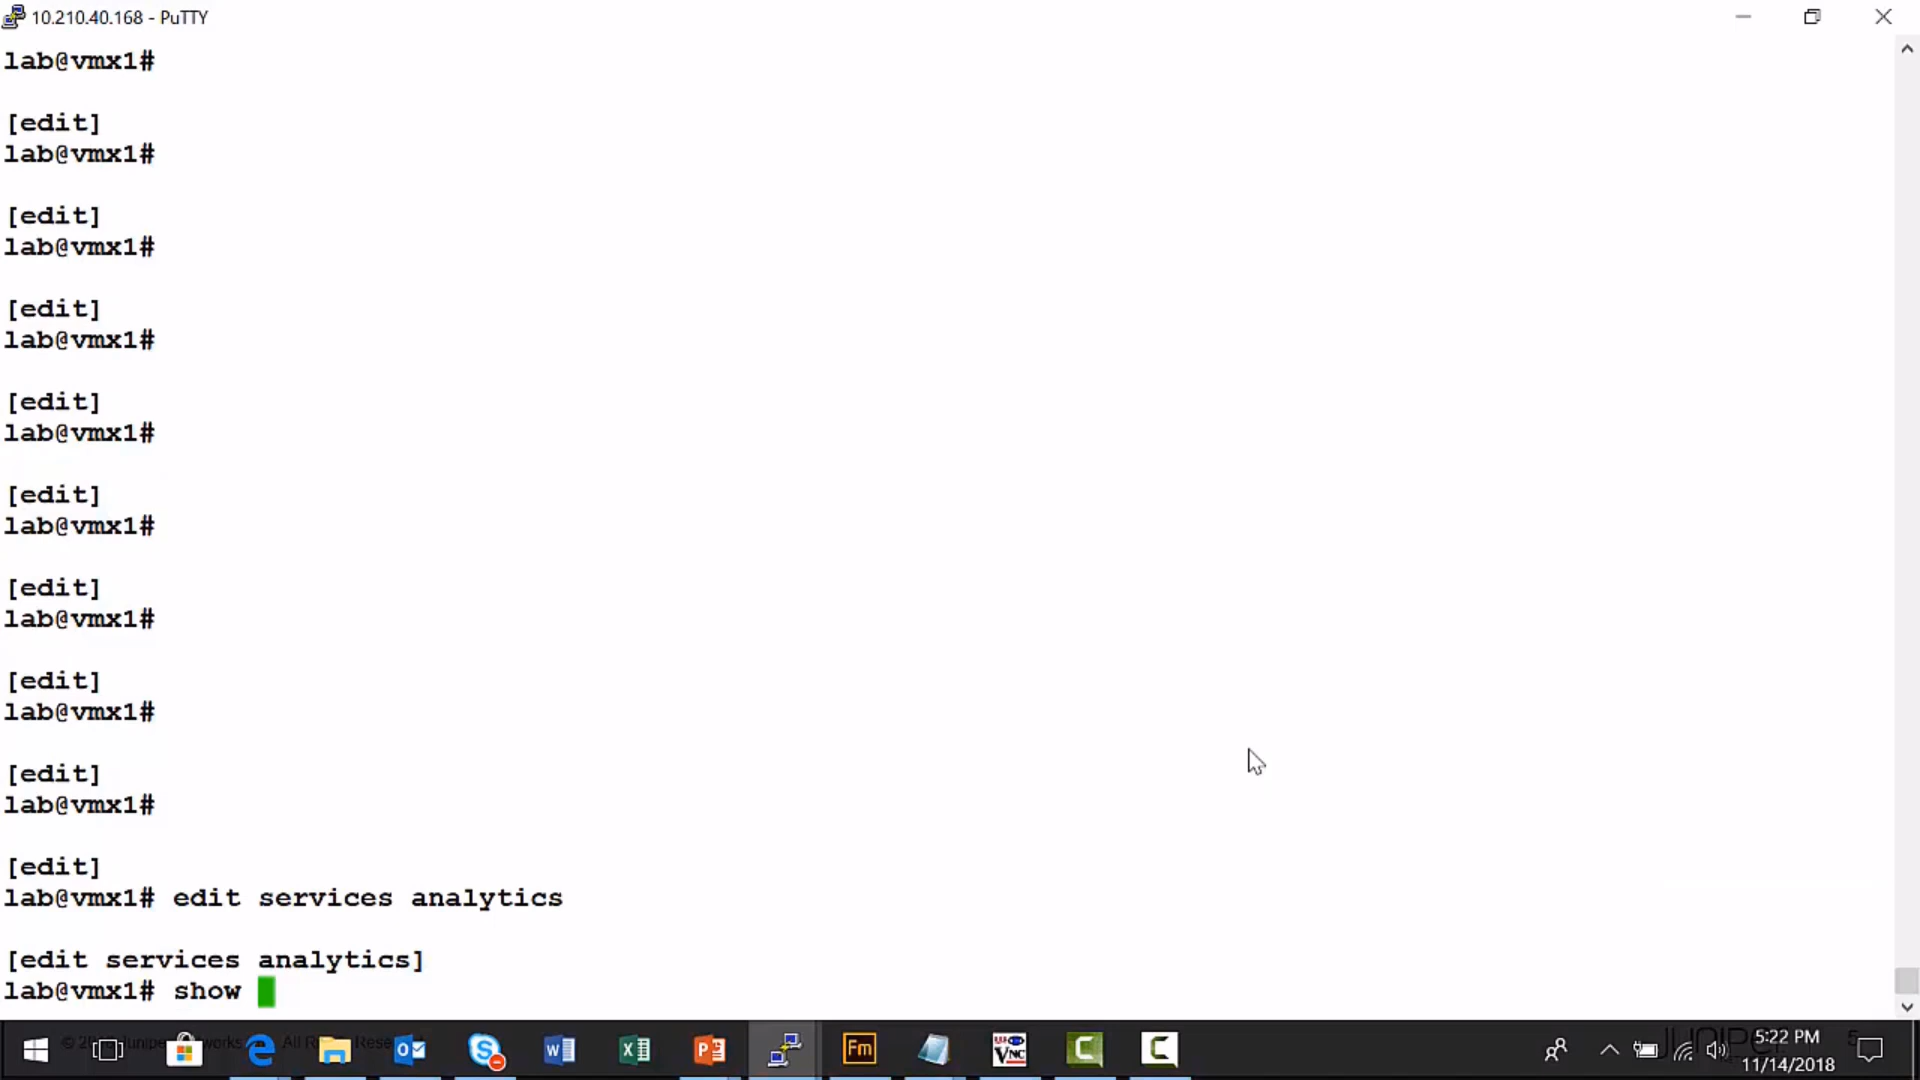 10.210.40.168 - PuTTY
lab@vmx1#
[edit]
lab@vmx1#
[edit]
lab@vmx1#
[edit]
lab@vmx1#
[edit]
lab@vmx1#
[edit]
lab@vmx1#
[edit]
lab@vmx1#
[edit]
lab@vmx1#
[edit]
lab@vmx1#
[edit]
lab@vmx1# edit services analytics
[edit services analytics]
lab@vmx1# show
5:22 PM
11/14/2018